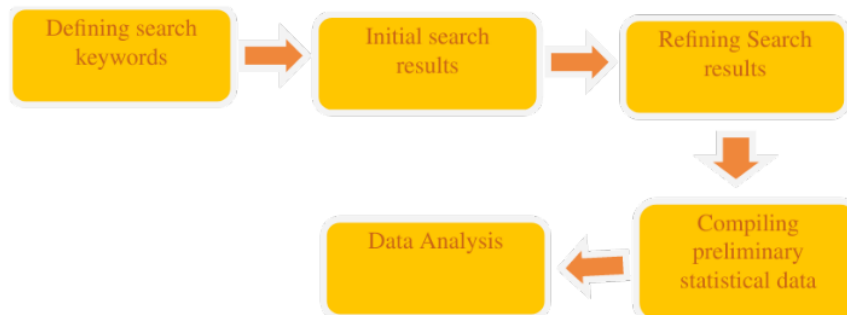 Defining search
keywords
Initial search
results
Refining Search
results
Compiling
preliminary
statistical data
Data Analysis